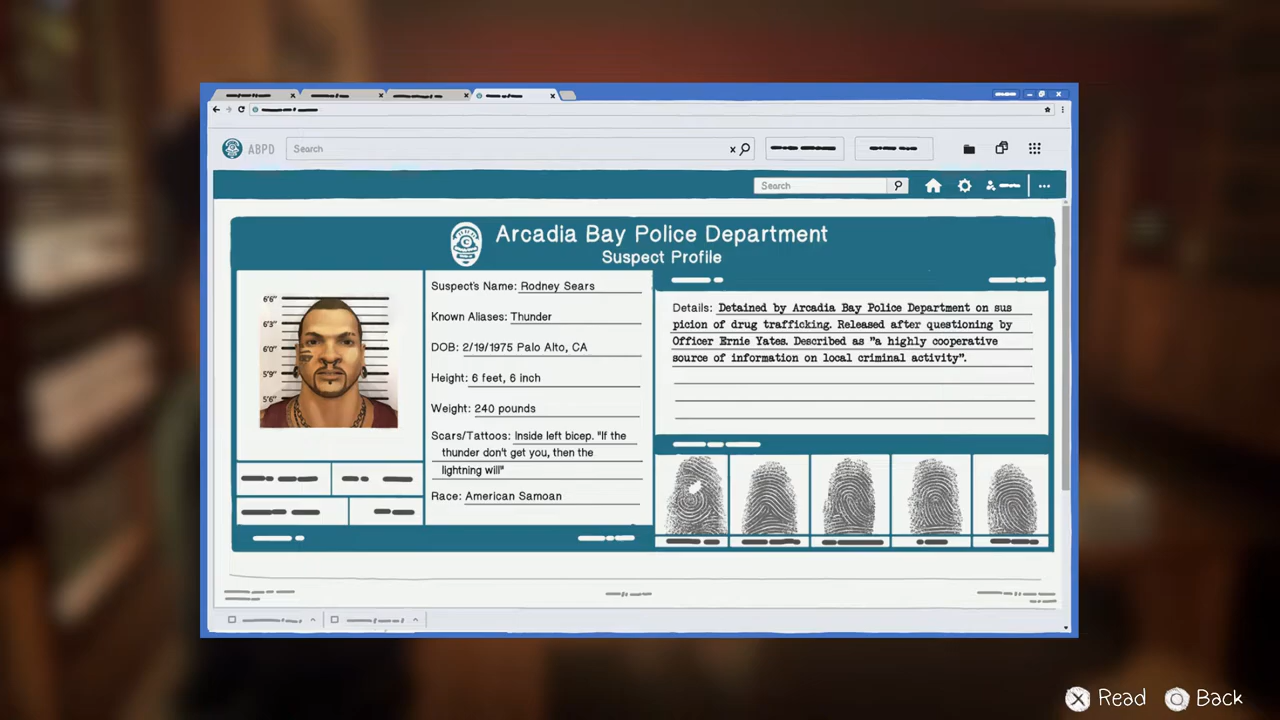 ABPD
Search
Search
Arcadia Bay Police Department
Suspect Profile
6'6"
6'3"
6'0"
5'9"
5'6"
Suspect's Name: Rodney Sears
Known Aliases: Thunder
DOB: 2/19/1975 Palo Alto, CA
Height: 6 feet, 6 inch
Weight: 240 pounds
Scars/Tattoos: Inside left bicep. "If the
thunder don't get you, then the
lightning will"
Race: American Samoan
Details: Detained by Arcadia Bay Police Department on sus
picion of drug trafficking. Released after questioning by
Officer Ernie Yates. Described as "a highly cooperative
source of information on local criminal activity".
Read
Back